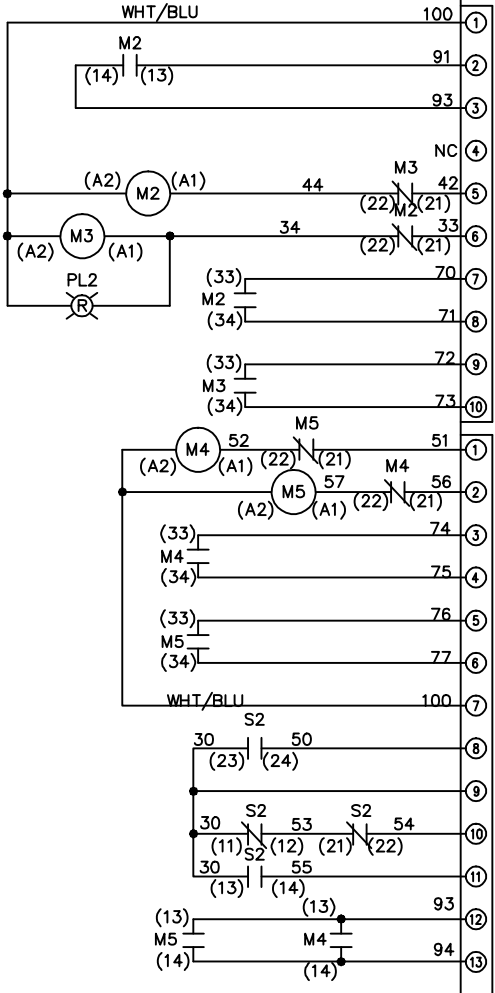 WHT/BLU 100 1
M2 91 2
(14) (13)
93 3
NC 4
M3
(A2) M2 (A1) 44 42 5
(22) (21)
M2
M3 34 33 6
(A2) (A1) (22) (21)
PL2
R
(33) 70 7
M2
(34) 71 8
(33) 72 9
M3
(34) 73 10
M5
M4 52 51 1
(A2) (A1) (22) (21)
M4
M5 57 56 2
(A2) (A1) (22) (21)
(33) 74 3
M4
(34) 75 4
(33) 76 5
M5
(34) 77 6
WHT/BLU 100 7
S2
30 50 8
(23) (24)
9
S2 S2
30 53 54 10
(11) (12) (21) (22)
S2
30 55 11
(13) (14)
(13) (13) 93 12
M5 M4
(14) (14) 94 13